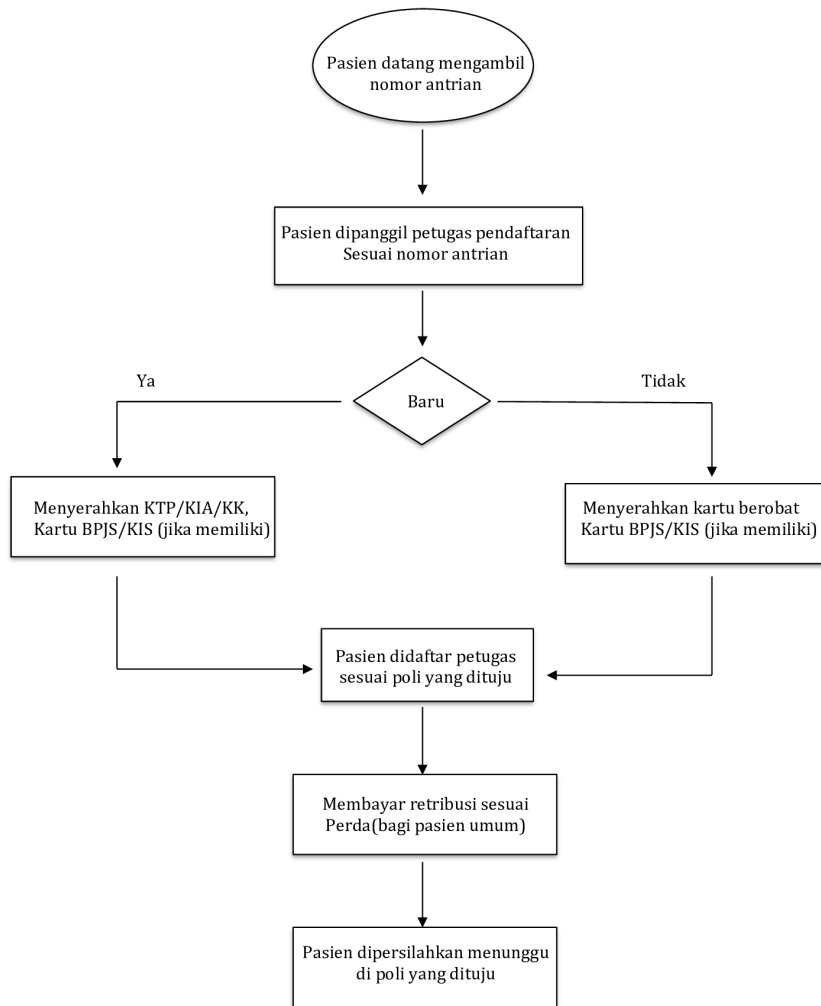 Pasien datang mengambil
nomor antrian
Pasien dipanggil petugas pendaftaran
Sesuai nomor antrian
Ya
Baru
Tidak
Menyerahkan KTP/KIA/KK,
Kartu BPJS/KIS (jika memiliki)
Menyerahkan kartu berobat
Kartu BPJS/KIS (jika memiliki)
Pasien didaftar petugas
sesuai poli yang dituju
Membayar retribusi sesuai
Perda(bagi pasien umum)
Pasien dipersilahkan menunggu
di poli yang dituju